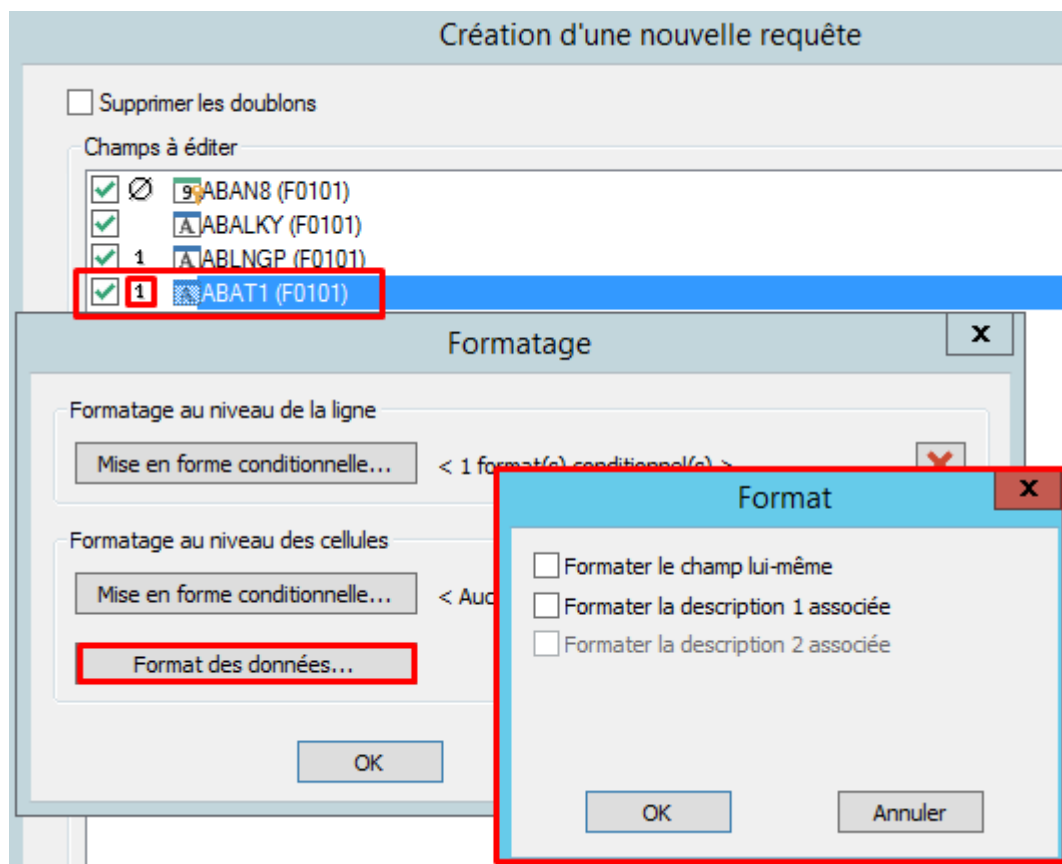 Création d'une nouvelle requête
Supprimer les doublons
Champs à éditer
ABAN8 (F0101)
ABALKY (F0101)
1 ABLNGP (F0101)
1 ABAT1 (F0101)
Formatage
x
Formatage au niveau de la ligne
Mise en forme conditionnelle... < 1 format(s) conditionnel(s) >
Formatage au niveau des cellules
Mise en forme conditionnelle... < Auc
Format des données...
OK
Format
x
Formater le champ lui-même
Formater la description 1 associée
Formater la description 2 associée
OK Annuler